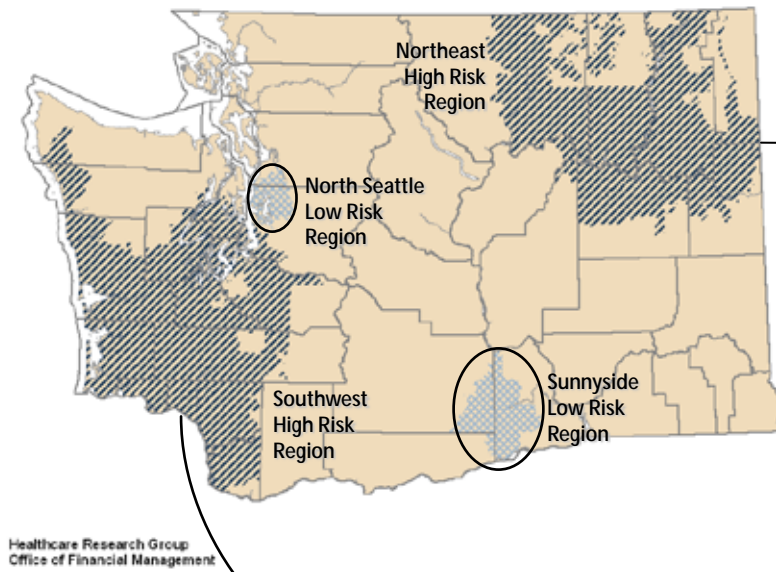 Northeast
High Risk
Region
North Seattle
Low Risk
Region
Southwest
High Risk
Region
Sunnyside
Low Risk
Region
Healthcare Research Group
Office of Financial Management